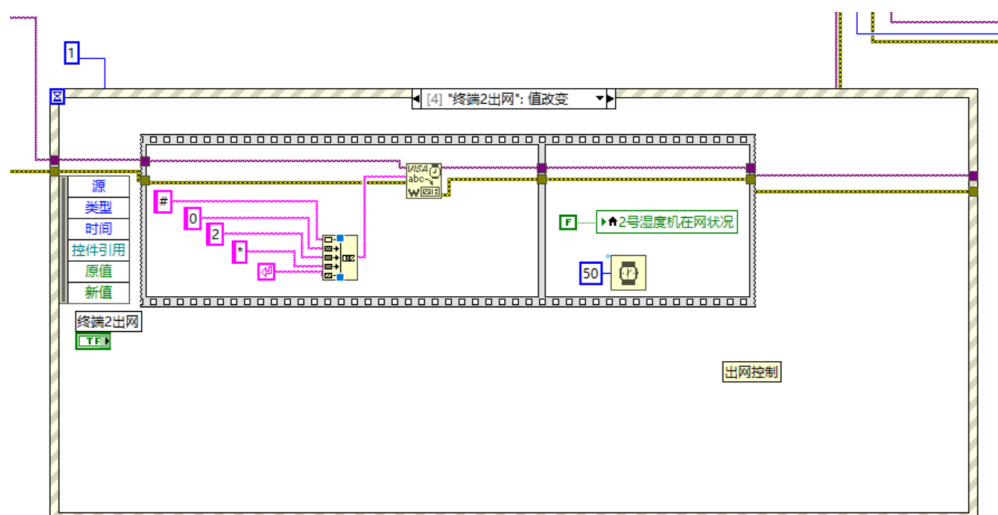 1
[4] "终端2出网": 值改变
源
类型
时间
控件引用
原值
新值
#
0
2
*
VISA
abc
W
F
2号湿度机在网状况
50
终端2出网
TF
出网控制